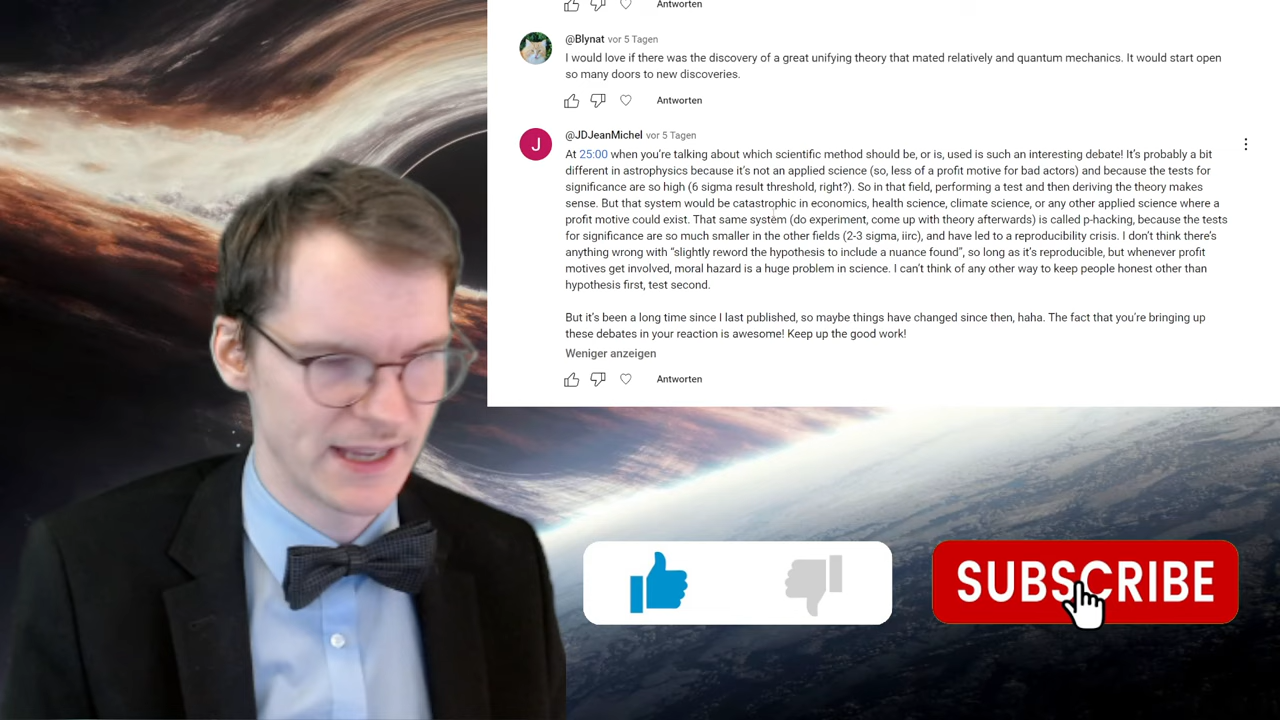 Antworten
@Blynat vor 5 Tagen
I would love if there was the discovery of a great unifying theory that mated relatively and quantum mechanics. It would start open
so many doors to new discoveries.
Antworten
J
@JDJeanMichel vor 5 Tagen
At 25:00 when you're talking about which scientific method should be, or is, used is such an interesting debate! It's probably a bit
different in astrophysics because it's not an applied science (so, less of a profit motive for bad actors) and because the tests for
significance are so high (6 sigma result threshold, right?). So in that field, performing a test and then deriving the theory makes
sense. But that system would be catastrophic in economics, health science, climate science, or any other applied science where a
profit motive could exist. That same system (do experiment, come up with theory afterwards) is called p-hacking, because the tests
for significance are so much smaller in the other fields (2-3 sigma, iirc), and have led to a reproducibility crisis. I don't think there's
anything wrong with "slightly reword the hypothesis to include a nuance found", so long as it's reproducible, but whenever profit
motives get involved, moral hazard is a huge problem in science. I can't think of any other way to keep people honest other than
hypothesis first, test second.
But it's been a long time since I last published, so maybe things have changed since then, haha. The fact that you're bringing up
these debates in your reaction is awesome! Keep up the good work!
Weniger anzeigen
Antworten
SUBSCRIBE